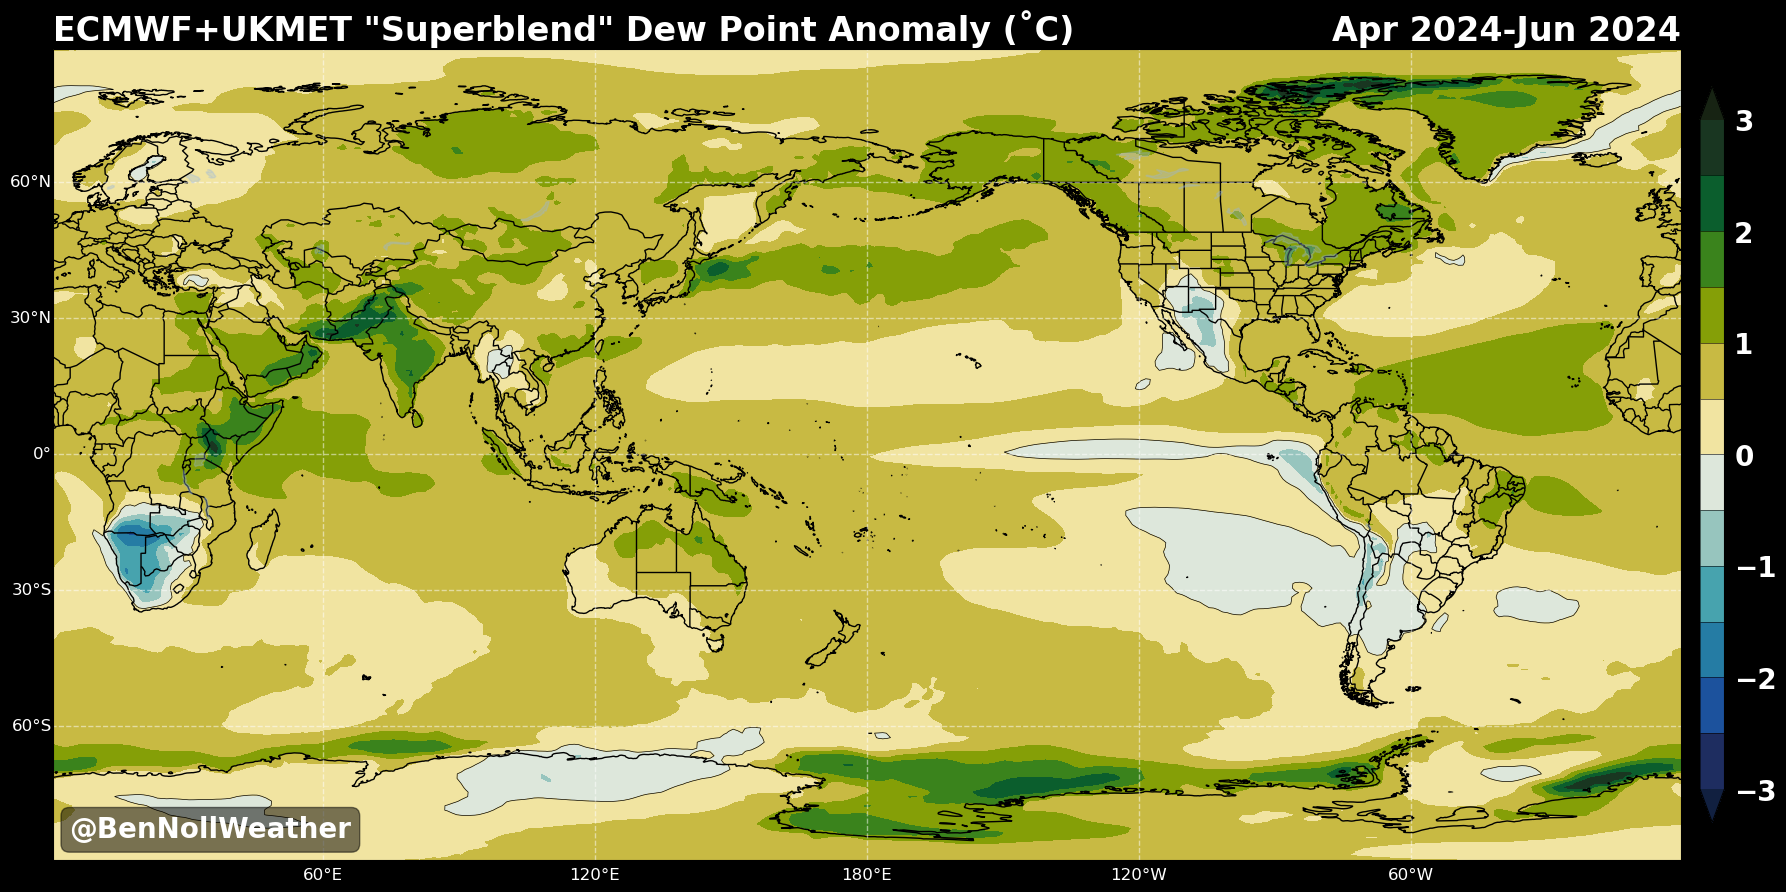 ECMWF+UKMET "Superblend" Dew Point Anomaly (˚C) Apr 2024-Jun 2024
3
60°N
2
30°N
1
0°
0
−1
30°S
−2
60°S
−3
@BenNollWeather
60°E 120°E 180°E 120°W 60°W